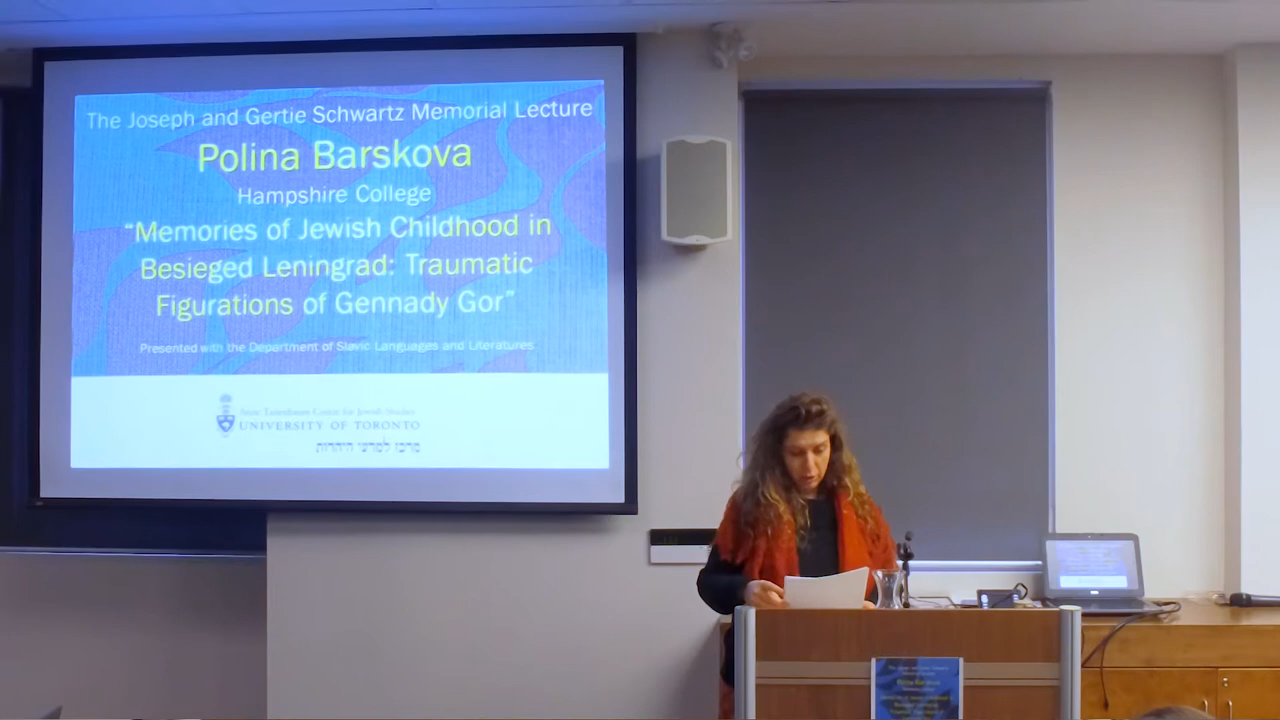 The Joseph and Gertie Schwartz Memorial Lecture
Polina Barskova
Hampshire College
“Memories of Jewish Childhood in
Besieged Leningrad: Traumatic
Figurations of Gennady Gor”
Presented with the Department of Slavic Languages and Literatures
Anne Tanenbaum Centre for Jewish Studies
UNIVERSITY OF TORONTO
Polina Barskova